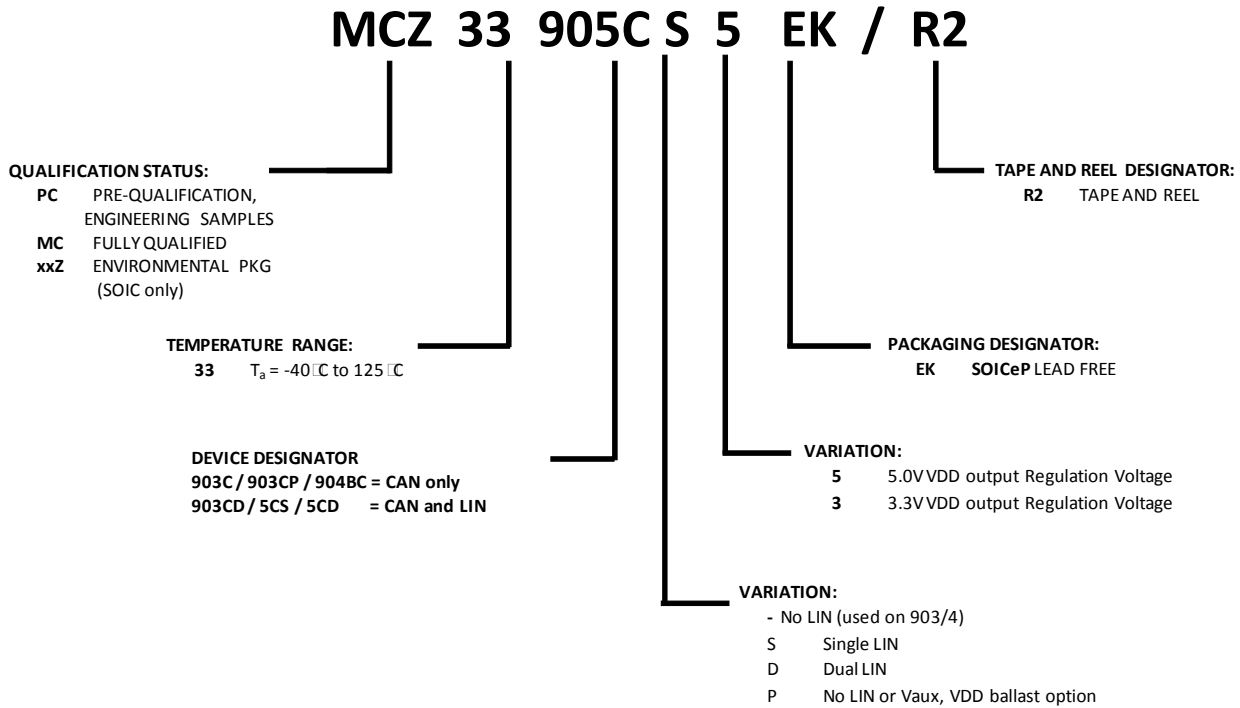 MCZ 33 905C S 5 EK / R2
QUALIFICATION STATUS:
PC PRE-QUALIFICATION,
ENGINEERING SAMPLES
MC FULLY QUALIFIED
xxZ ENVIRONMENTAL PKG
(SOIC only)
TAPE AND REEL DESIGNATOR:
R2 TAPE AND REEL
TEMPERATURE RANGE:
33 Ta = -40 C to 125 C
PACKAGING DESIGNATOR:
EK SOICeP LEAD FREE
DEVICE DESIGNATOR
903C / 903CP / 904BC = CAN only
903CD / 5CS / 5CD = CAN and LIN
VARIATION:
5 5.0V VDD output Regulation Voltage
3 3.3V VDD output Regulation Voltage
VARIATION:
- No LIN (used on 903/4)
S Single LIN
D Dual LIN
P No LIN or Vaux, VDD ballast option